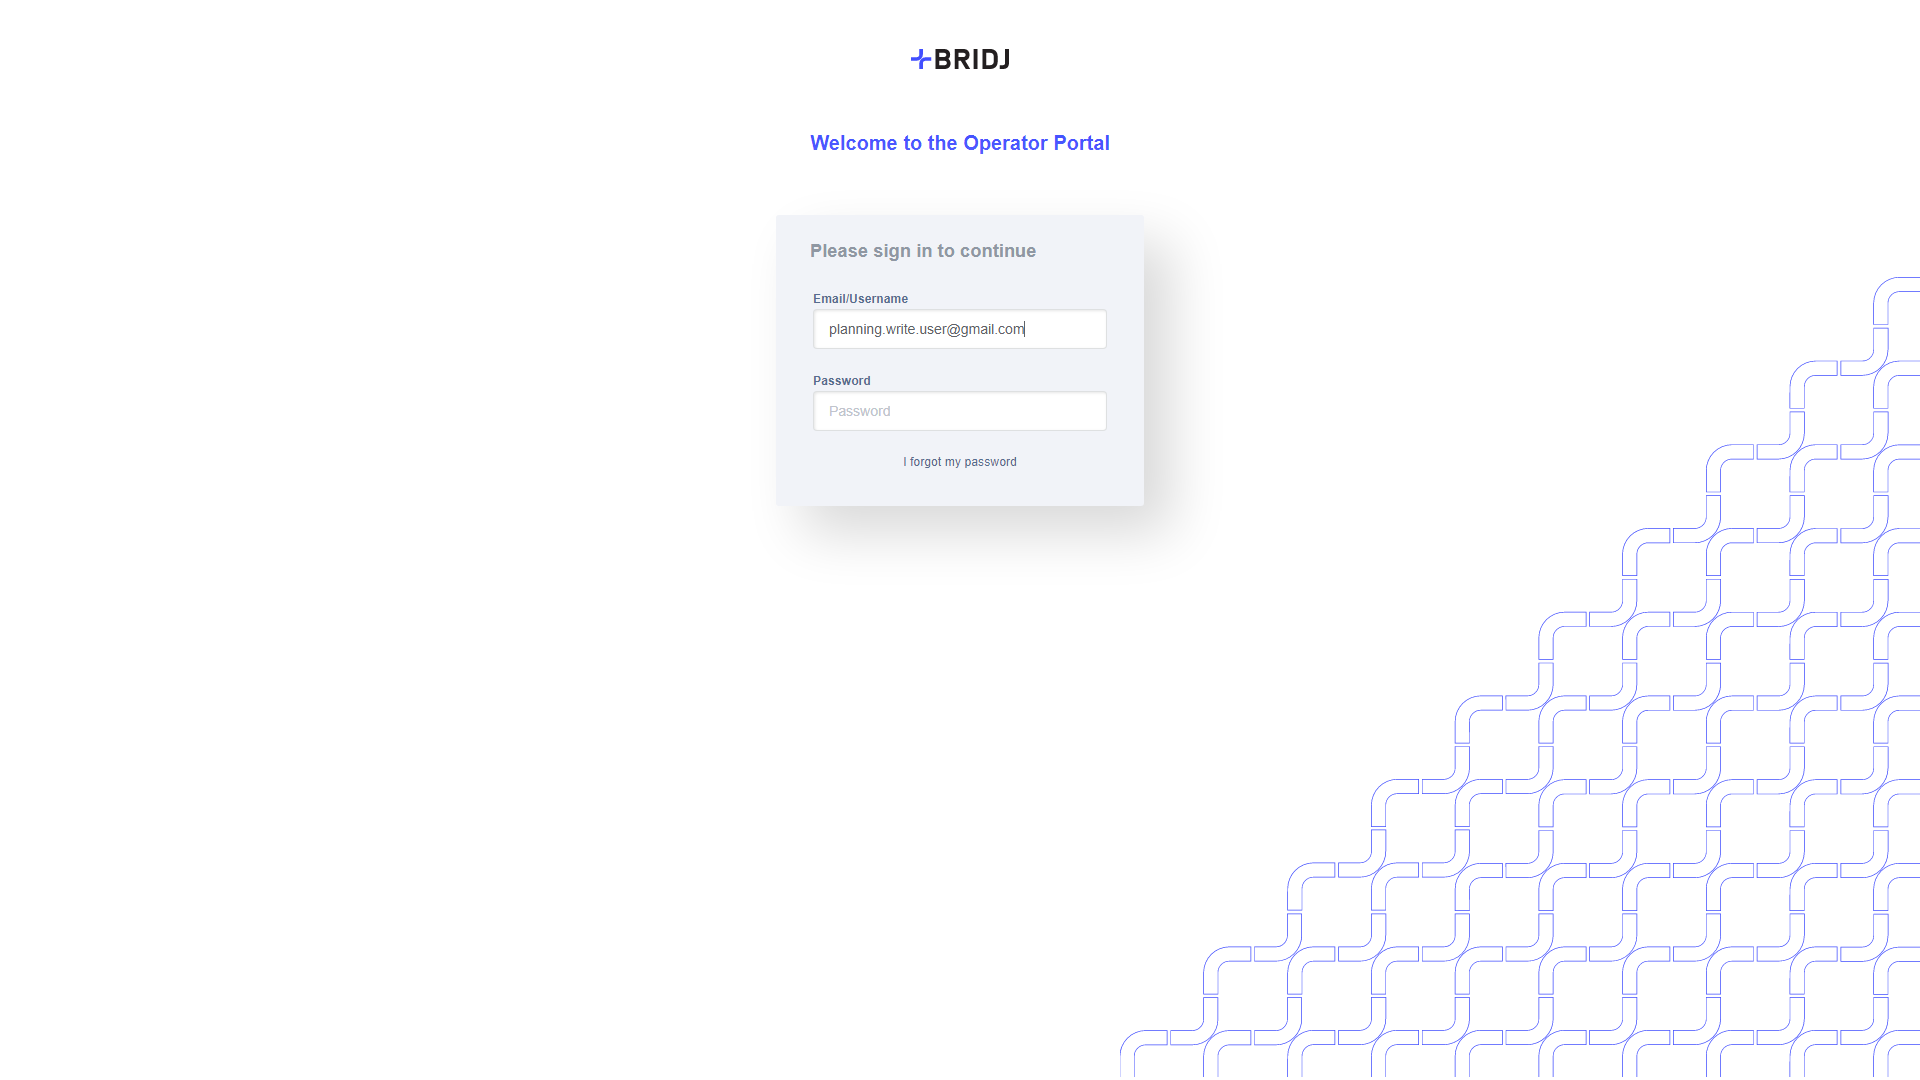 BRIDJ
Welcome to the Operator Portal
Please sign in to continue
Email/Username
planning.write.user@gmail.com
Password
Password
I forgot my password